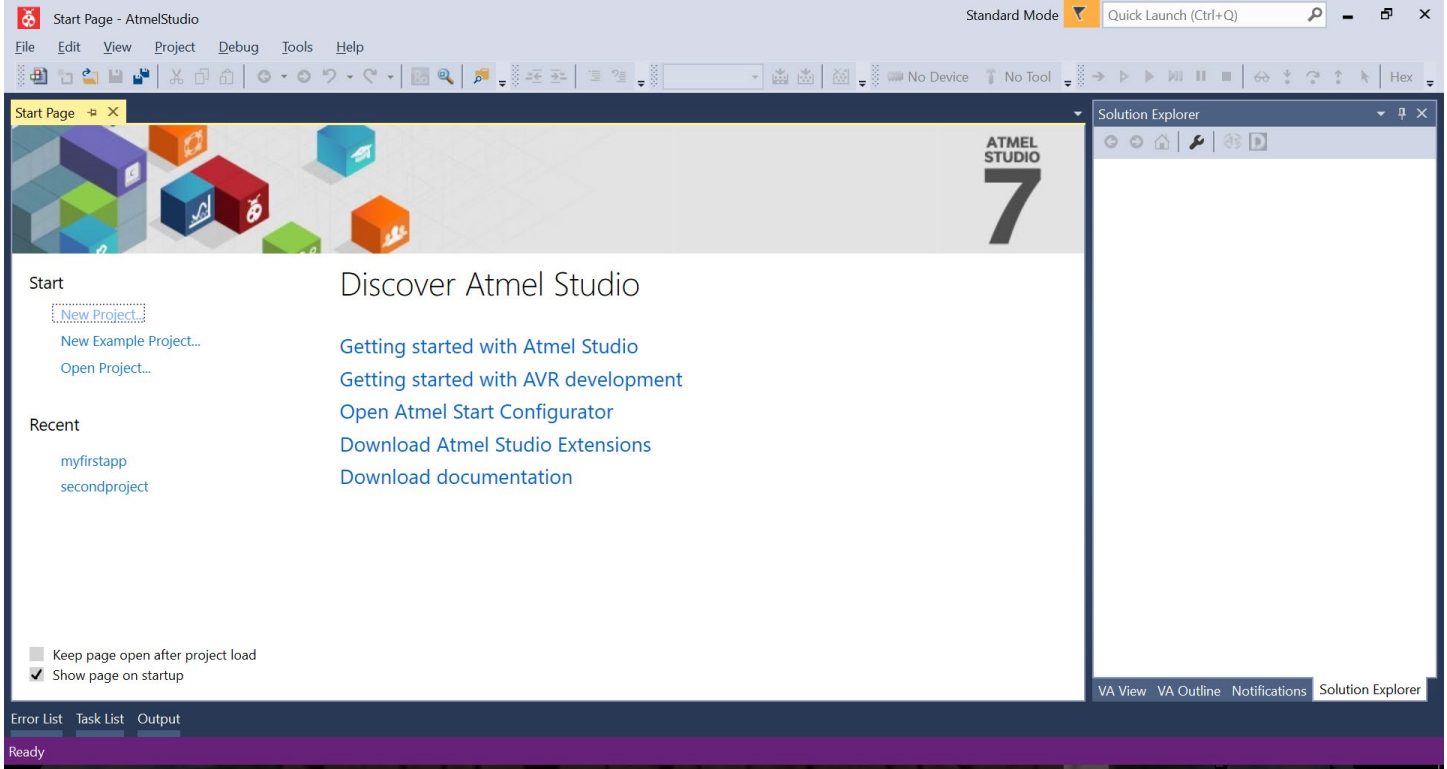 Start Page - AtmelStudio
Standard Mode
Quick Launch (Ctrl+Q)
File Edit View Project Debug Tools Help
No Device No Tool Hex
Start Page
Solution Explorer
ATMEL
STUDIO
7
Start
New Project...
New Example Project...
Open Project...
Recent
myfirstapp
secondproject
Discover Atmel Studio
Getting started with Atmel Studio
Getting started with AVR development
Open Atmel Start Configurator
Download Atmel Studio Extensions
Download documentation
Keep page open after project load
Show page on startup
VA View VA Outline Notifications Solution Explorer
Error List Task List Output
Ready